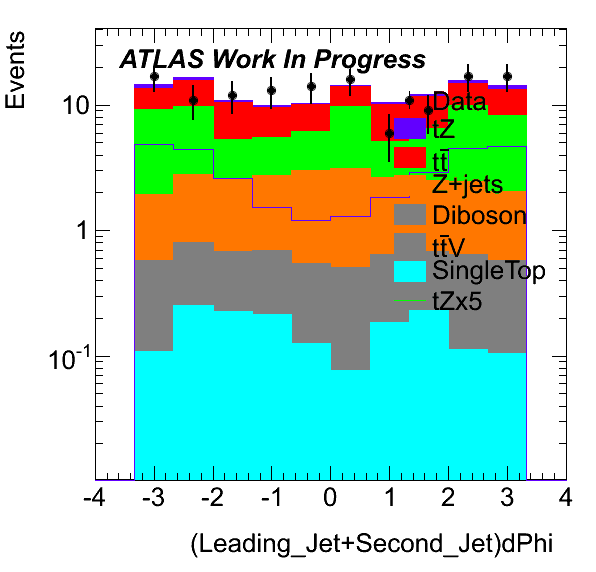 Events
ATLAS Work In Progress
10
1
10⁻¹
Data
tZ
tt̄
Z+jets
Diboson
tt̄V
SingleTop
tZx5
-4 -3 -2 -1 0 1 2 3 4
(Leading_Jet+Second_Jet)dPhi